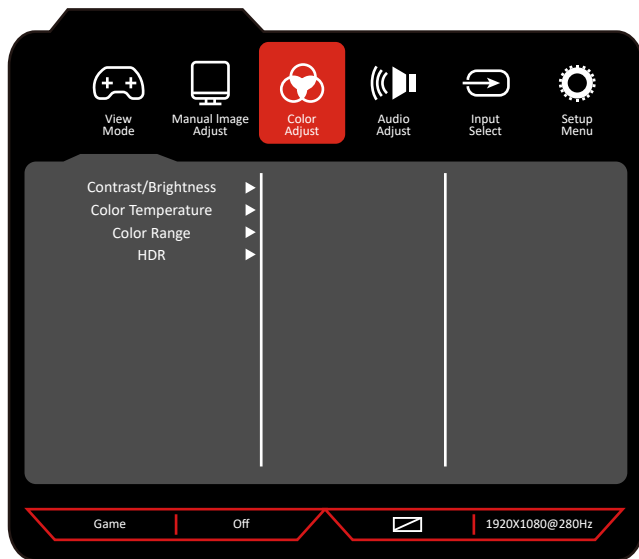 View
Mode
Manual Image
Adjust
Color
Adjust
Audio
Adjust
Input
Select
Setup
Menu
Contrast/Brightness
Color Temperature
Color Range
HDR
Game
Off
1920X1080@280Hz